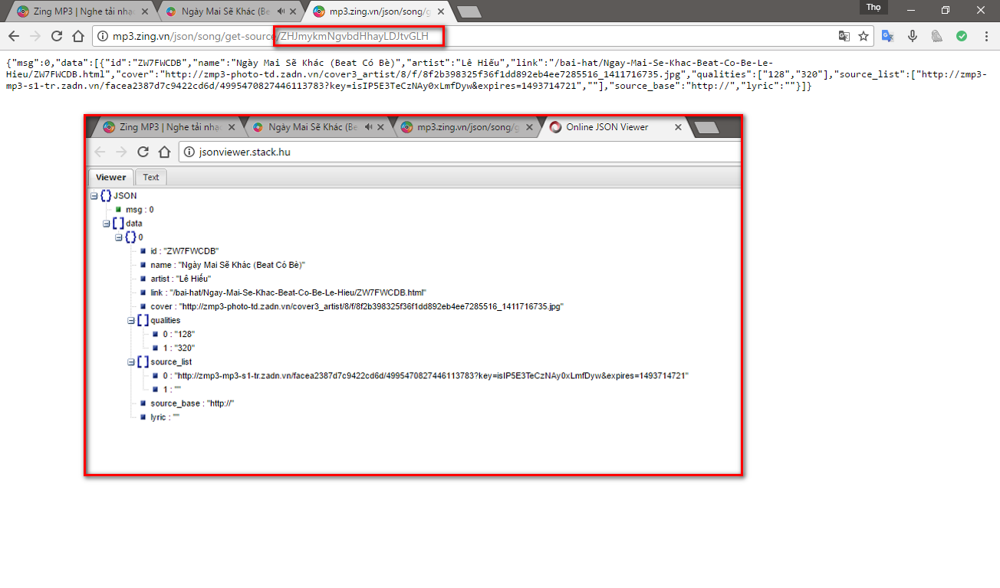 Zing MP3 | Nghe tải nhạc
Ngày Mai Sẽ Khác (Be
mp3.zing.vn/json/song/g
Thọ
mp3.zing.vn/json/song/get-source/ZHJmykmNgvbdHhayLDJtvGLH
{"msg":0,"data":[{"id":"ZW7FWCDB","name":"Ngày Mai Sẽ Khác (Beat Có Bè)","artist":"Lê Hiếu","link":"/bai-hat/Ngay-Mai-Se-Khac-Beat-Co-Be-Le-
Hieu/ZW7FWCDB.html","cover":"http://zmp3-photo-td.zadn.vn/cover3_artist/8/f/8f2b398325f36f1dd892eb4ee7285516_1411716735.jpg","qualities":["128","320"],"source_list":["http://zmp3-
mp3-s1-tr.zadn.vn/facea2387d7c9422cd6d/4995470827446113783?key=isIP5E3TeCzNAy0xLmfDyw&expires=1493714721",""],"source_base":"http://","lyric":""}]}
Zing MP3 | Nghe tải nhạc
Ngày Mai Sẽ Khác (Be
mp3.zing.vn/json/song/g
Online JSON Viewer
jsonviewer.stack.hu
Viewer
Text
JSON
msg : 0
data
0
id : "ZW7FWCDB"
name : "Ngày Mai Sẽ Khác (Beat Có Bè)"
artist : "Lê Hiếu"
link : "/bai-hat/Ngay-Mai-Se-Khac-Beat-Co-Be-Le-Hieu/ZW7FWCDB.html"
cover : "http://zmp3-photo-td.zadn.vn/cover3_artist/8/f/8f2b398325f36f1dd892eb4ee7285516_1411716735.jpg"
qualities
0 : "128"
1 : "320"
source_list
0 : "http://zmp3-mp3-s1-tr.zadn.vn/facea2387d7c9422cd6d/4995470827446113783?key=isIP5E3TeCzNAy0xLmfDyw&expires=1493714721"
1 : ""
source_base : "http://"
lyric : ""